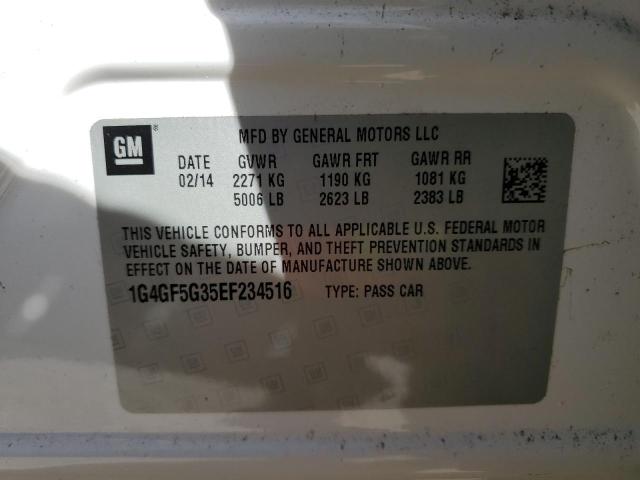 GM ®
MFD BY GENERAL MOTORS LLC
DATE GVWR GAWR FRT GAWR RR
02/14 2271 KG 1190 KG 1081 KG
5006 LB 2623 LB 2383 LB
THIS VEHICLE CONFORMS TO ALL APPLICABLE U.S. FEDERAL MOTOR
VEHICLE SAFETY, BUMPER, AND THEFT PREVENTION STANDARDS IN
EFFECT ON THE DATE OF MANUFACTURE SHOWN ABOVE.
1G4GF5G35EF234516 TYPE: PASS CAR